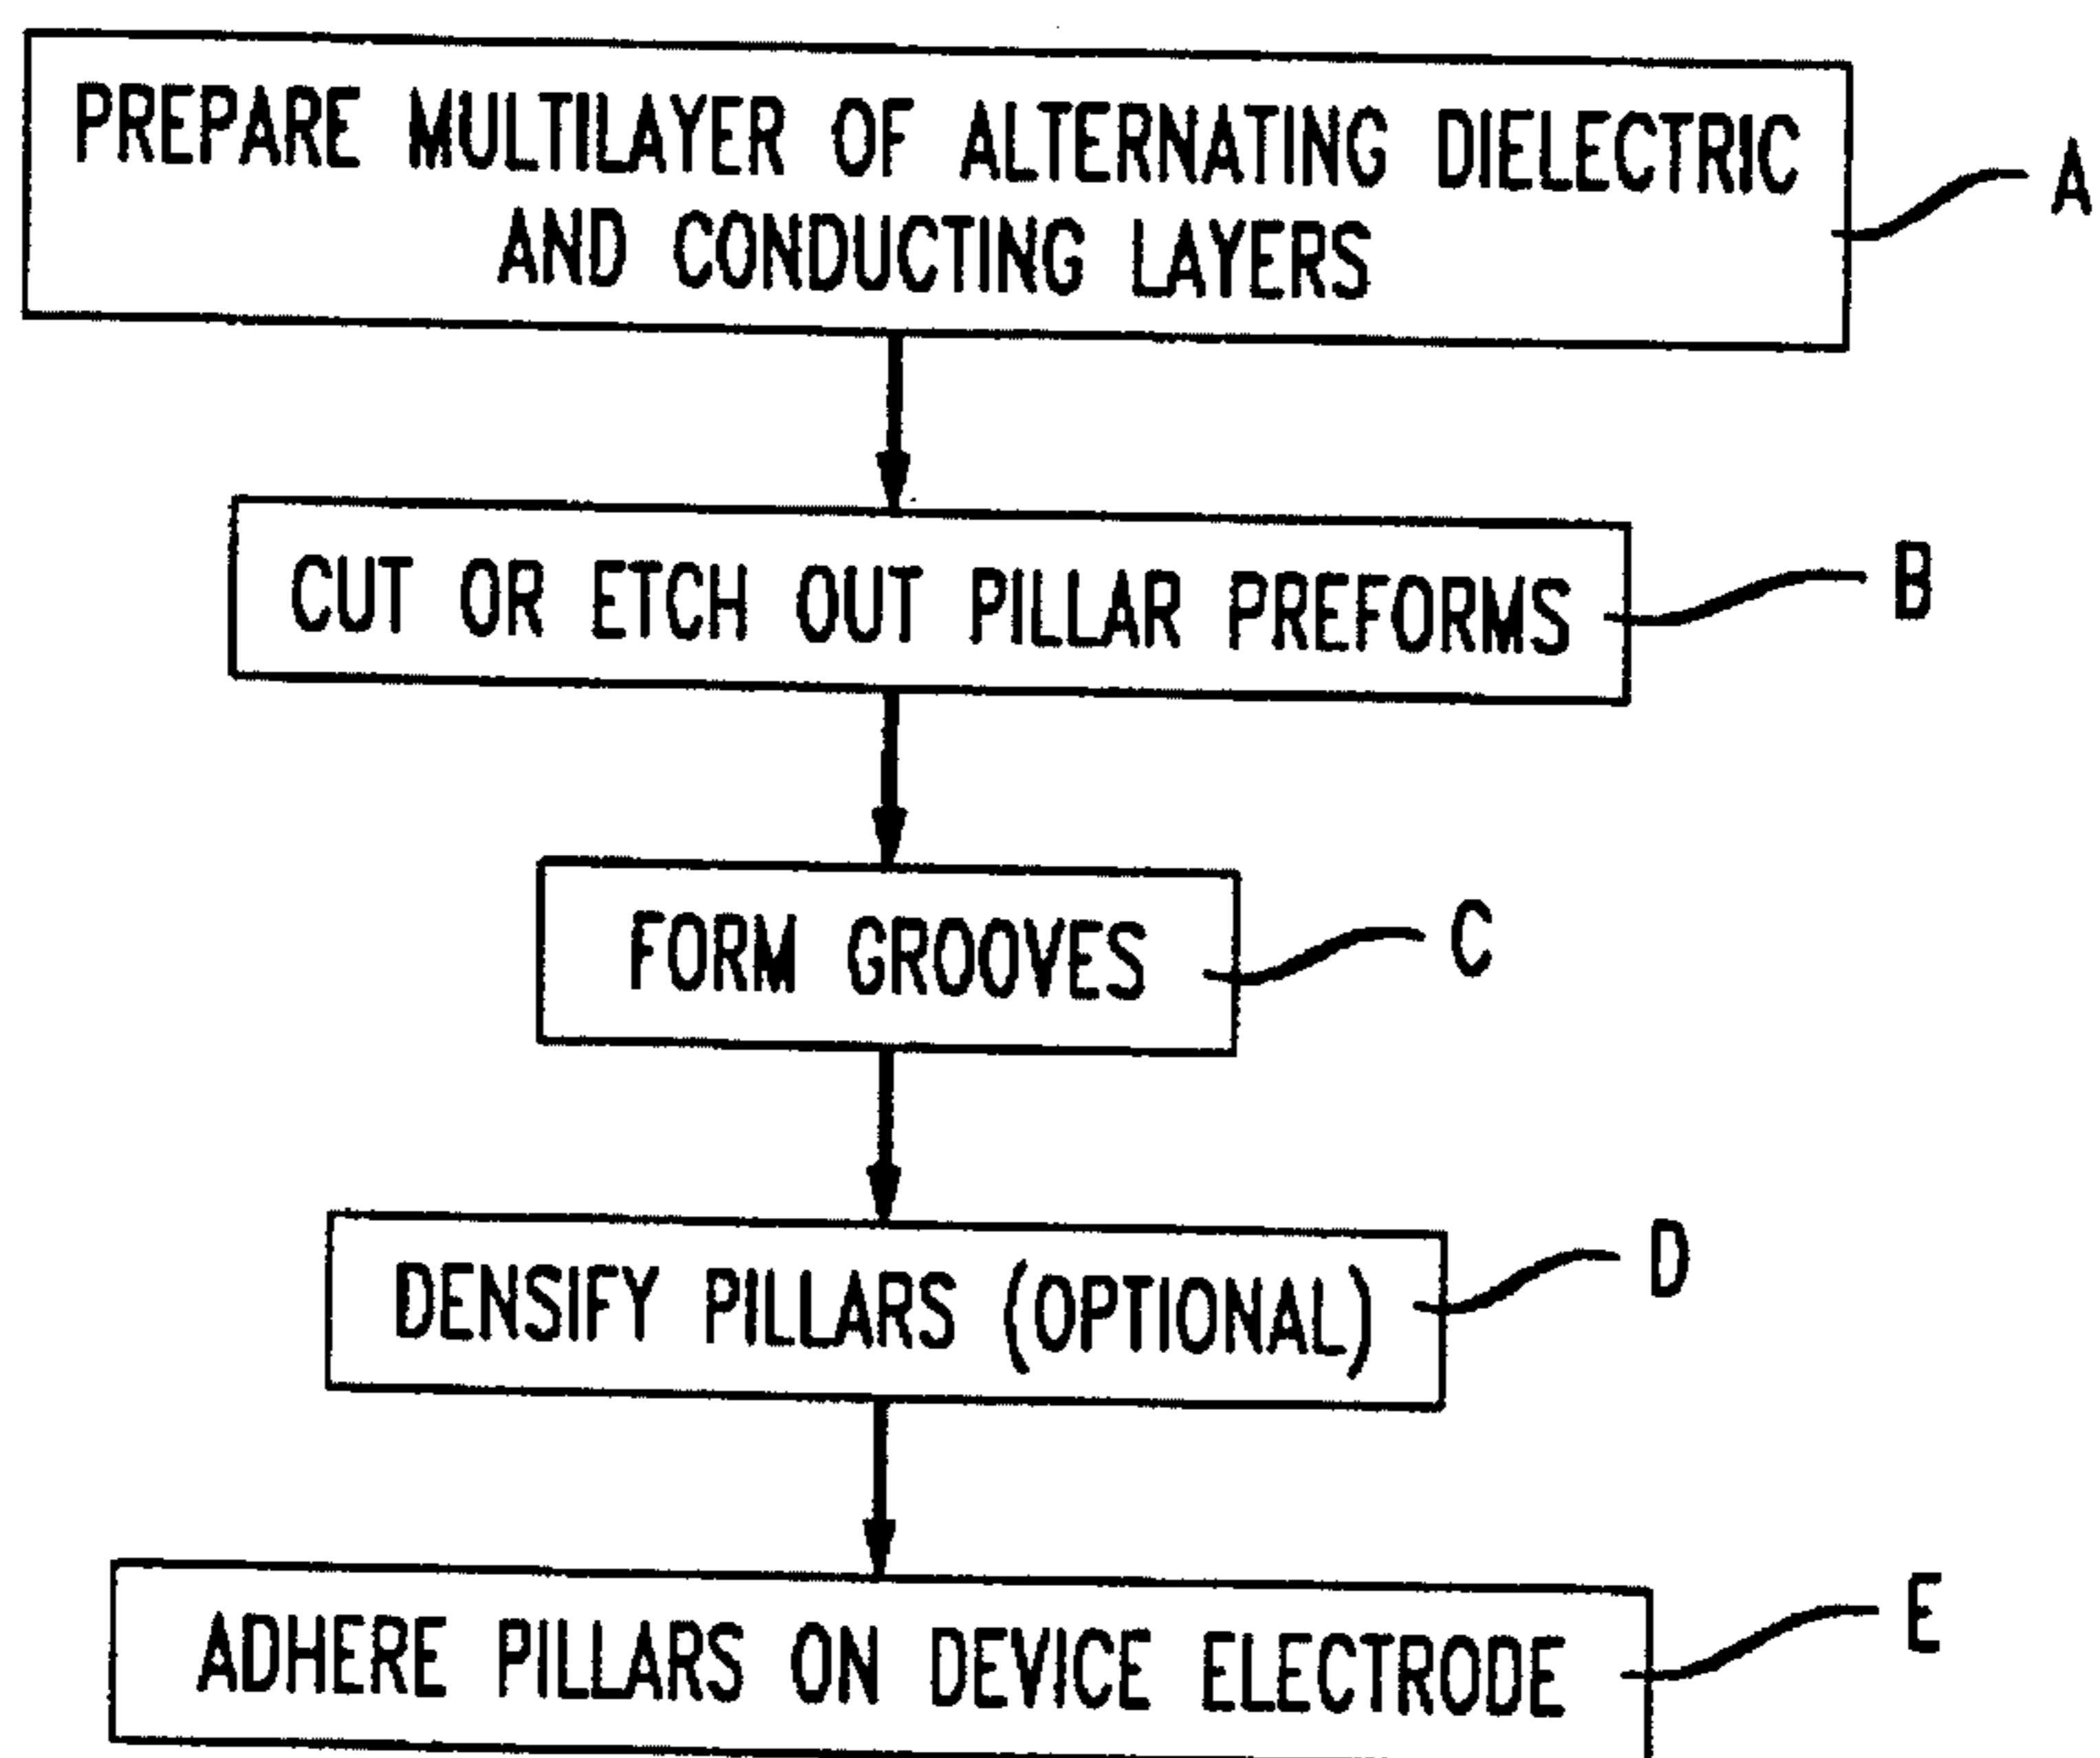 PREPARE MULTILAYER OF ALTERNATING DIELECTRIC
AND CONDUCTING LAYERS
A
CUT OR ETCH OUT PILLAR PREFORMS
B
FORM GROOVES
C
DENSIFY PILLARS (OPTIONAL)
D
ADHERE PILLARS ON DEVICE ELECTRODE
E